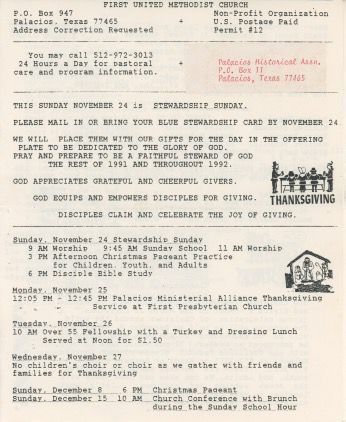 FIRST UNITED METHODIST CHURCH
P.O. Box 947 Non-Profit Organization
Palacios, Texas 77465 + U.S. Postage Paid
Address Correction Requested Permit #12
You may call 512-972-3013
24 Hours a Day for pastoral +
care and program information.
Palacios Historical Assn.
P.O. Box 11
Palacios, Texas 77465
THIS SUNDAY NOVEMBER 24 is STEWARDSHIP SUNDAY.
PLEASE MAIL IN OR BRING YOUR BLUE STEWARDSHIP CARD BY NOVEMBER 24
WE WILL PLACE THEM WITH OUR GIFTS FOR THE DAY IN THE OFFERING
PLATE TO BE DEDICATED TO THE GLORY OF GOD.
PRAY AND PREPARE TO BE A FAITHFUL STEWARD OF GOD
THE REST OF 1991 AND THROUGHOUT 1992.
GOD APPRECIATES GRATEFUL AND CHEERFUL GIVERS.
THANKSGIVING
GOD EQUIPS AND EMPOWERS DISCIPLES FOR GIVING.
DISCIPLES CLAIM AND CELEBRATE THE JOY OF GIVING.
Sunday, November 24 Stewardship Sunday
9 AM Worship 9:45 AM Sunday School 11 AM Worship
3 PM Afternoon Christmas Pageant Practice
for Children, Youth, and Adults
6 PM Disciple Bible Study
Monday, November 25
12:05 PM - 12:45 PM Palacios Ministerial Alliance Thanksgiving
Service at First Presbyterian Church
Tuesday, November 26
10 AM Over 55 Fellowship with a Turkey and Dressing Lunch
Served at Noon for $1.50
Wednesday, November 27
No children's choir or choir as we gather with friends and
families for Thanksgiving
Sunday, December 8 6 PM Christmas Pageant
Sunday, December 15 10 AM Church Conference with Brunch
during the Sunday School Hour